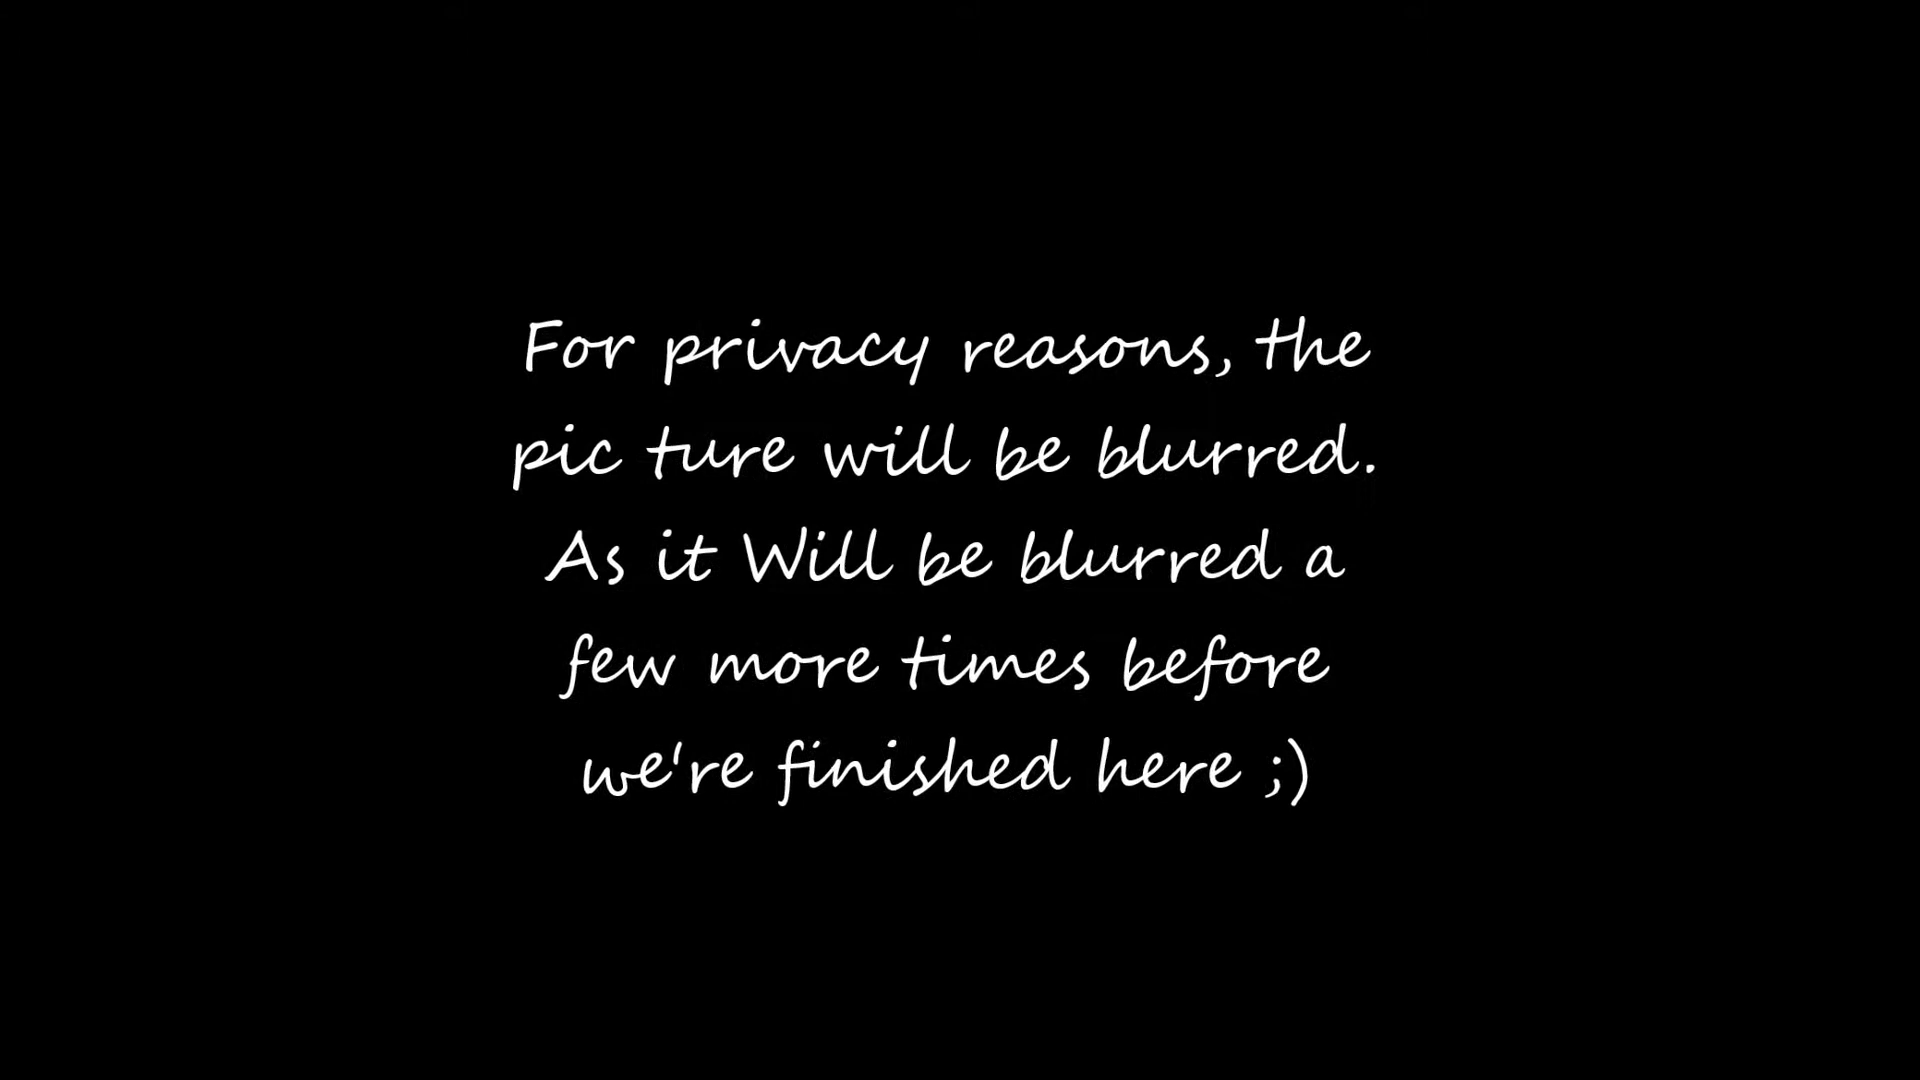 For privacy reasons, the
pic ture will be blurred.
As it Will be blurred a
few more times before
we're finished here ;)